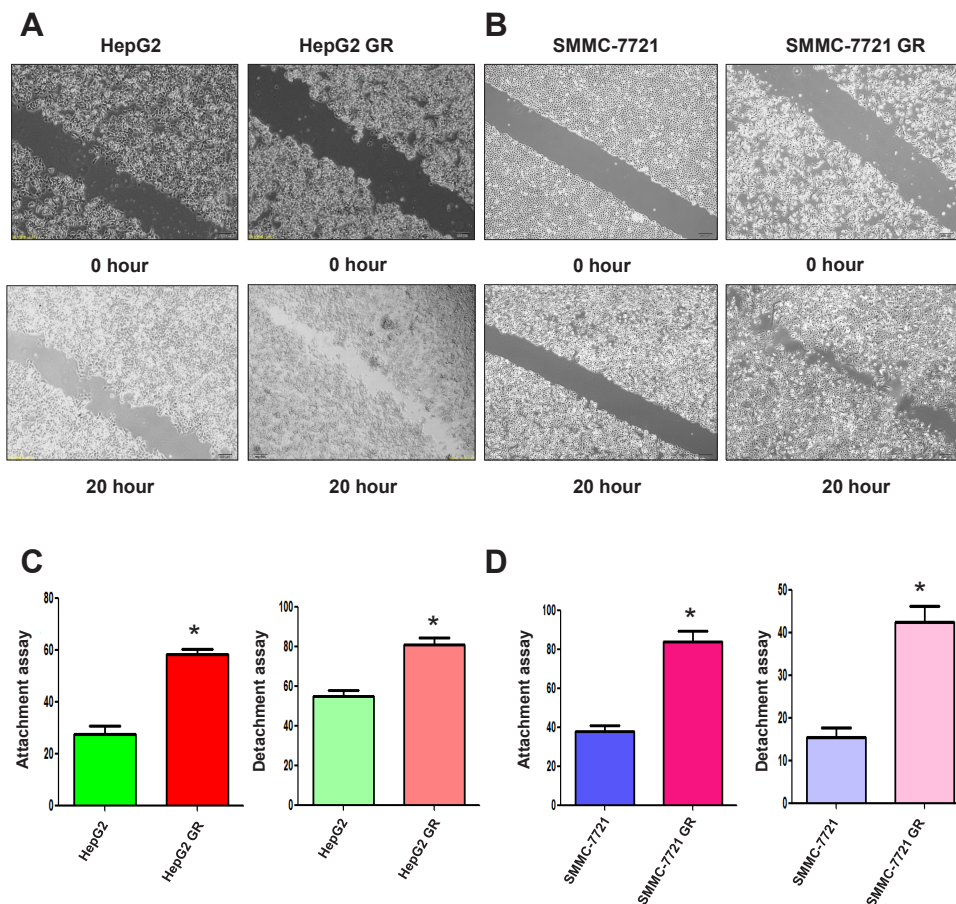 A
B
HepG2
HepG2 GR
SMMC-7721
SMMC-7721 GR
0 hour
0 hour
0 hour
0 hour
20 hour
20 hour
20 hour
20 hour
C
D
Attachment assay
80
60
40
20
0
*
HepG2
HepG2 GR
Detachment assay
100
80
60
40
20
0
*
HepG2
HepG2 GR
Attachment assay
100
80
60
40
20
0
*
SMMC-7721
SMMC-7721 GR
Detachment assay
50
40
30
20
10
0
*
SMMC-7721
SMMC-7721 GR